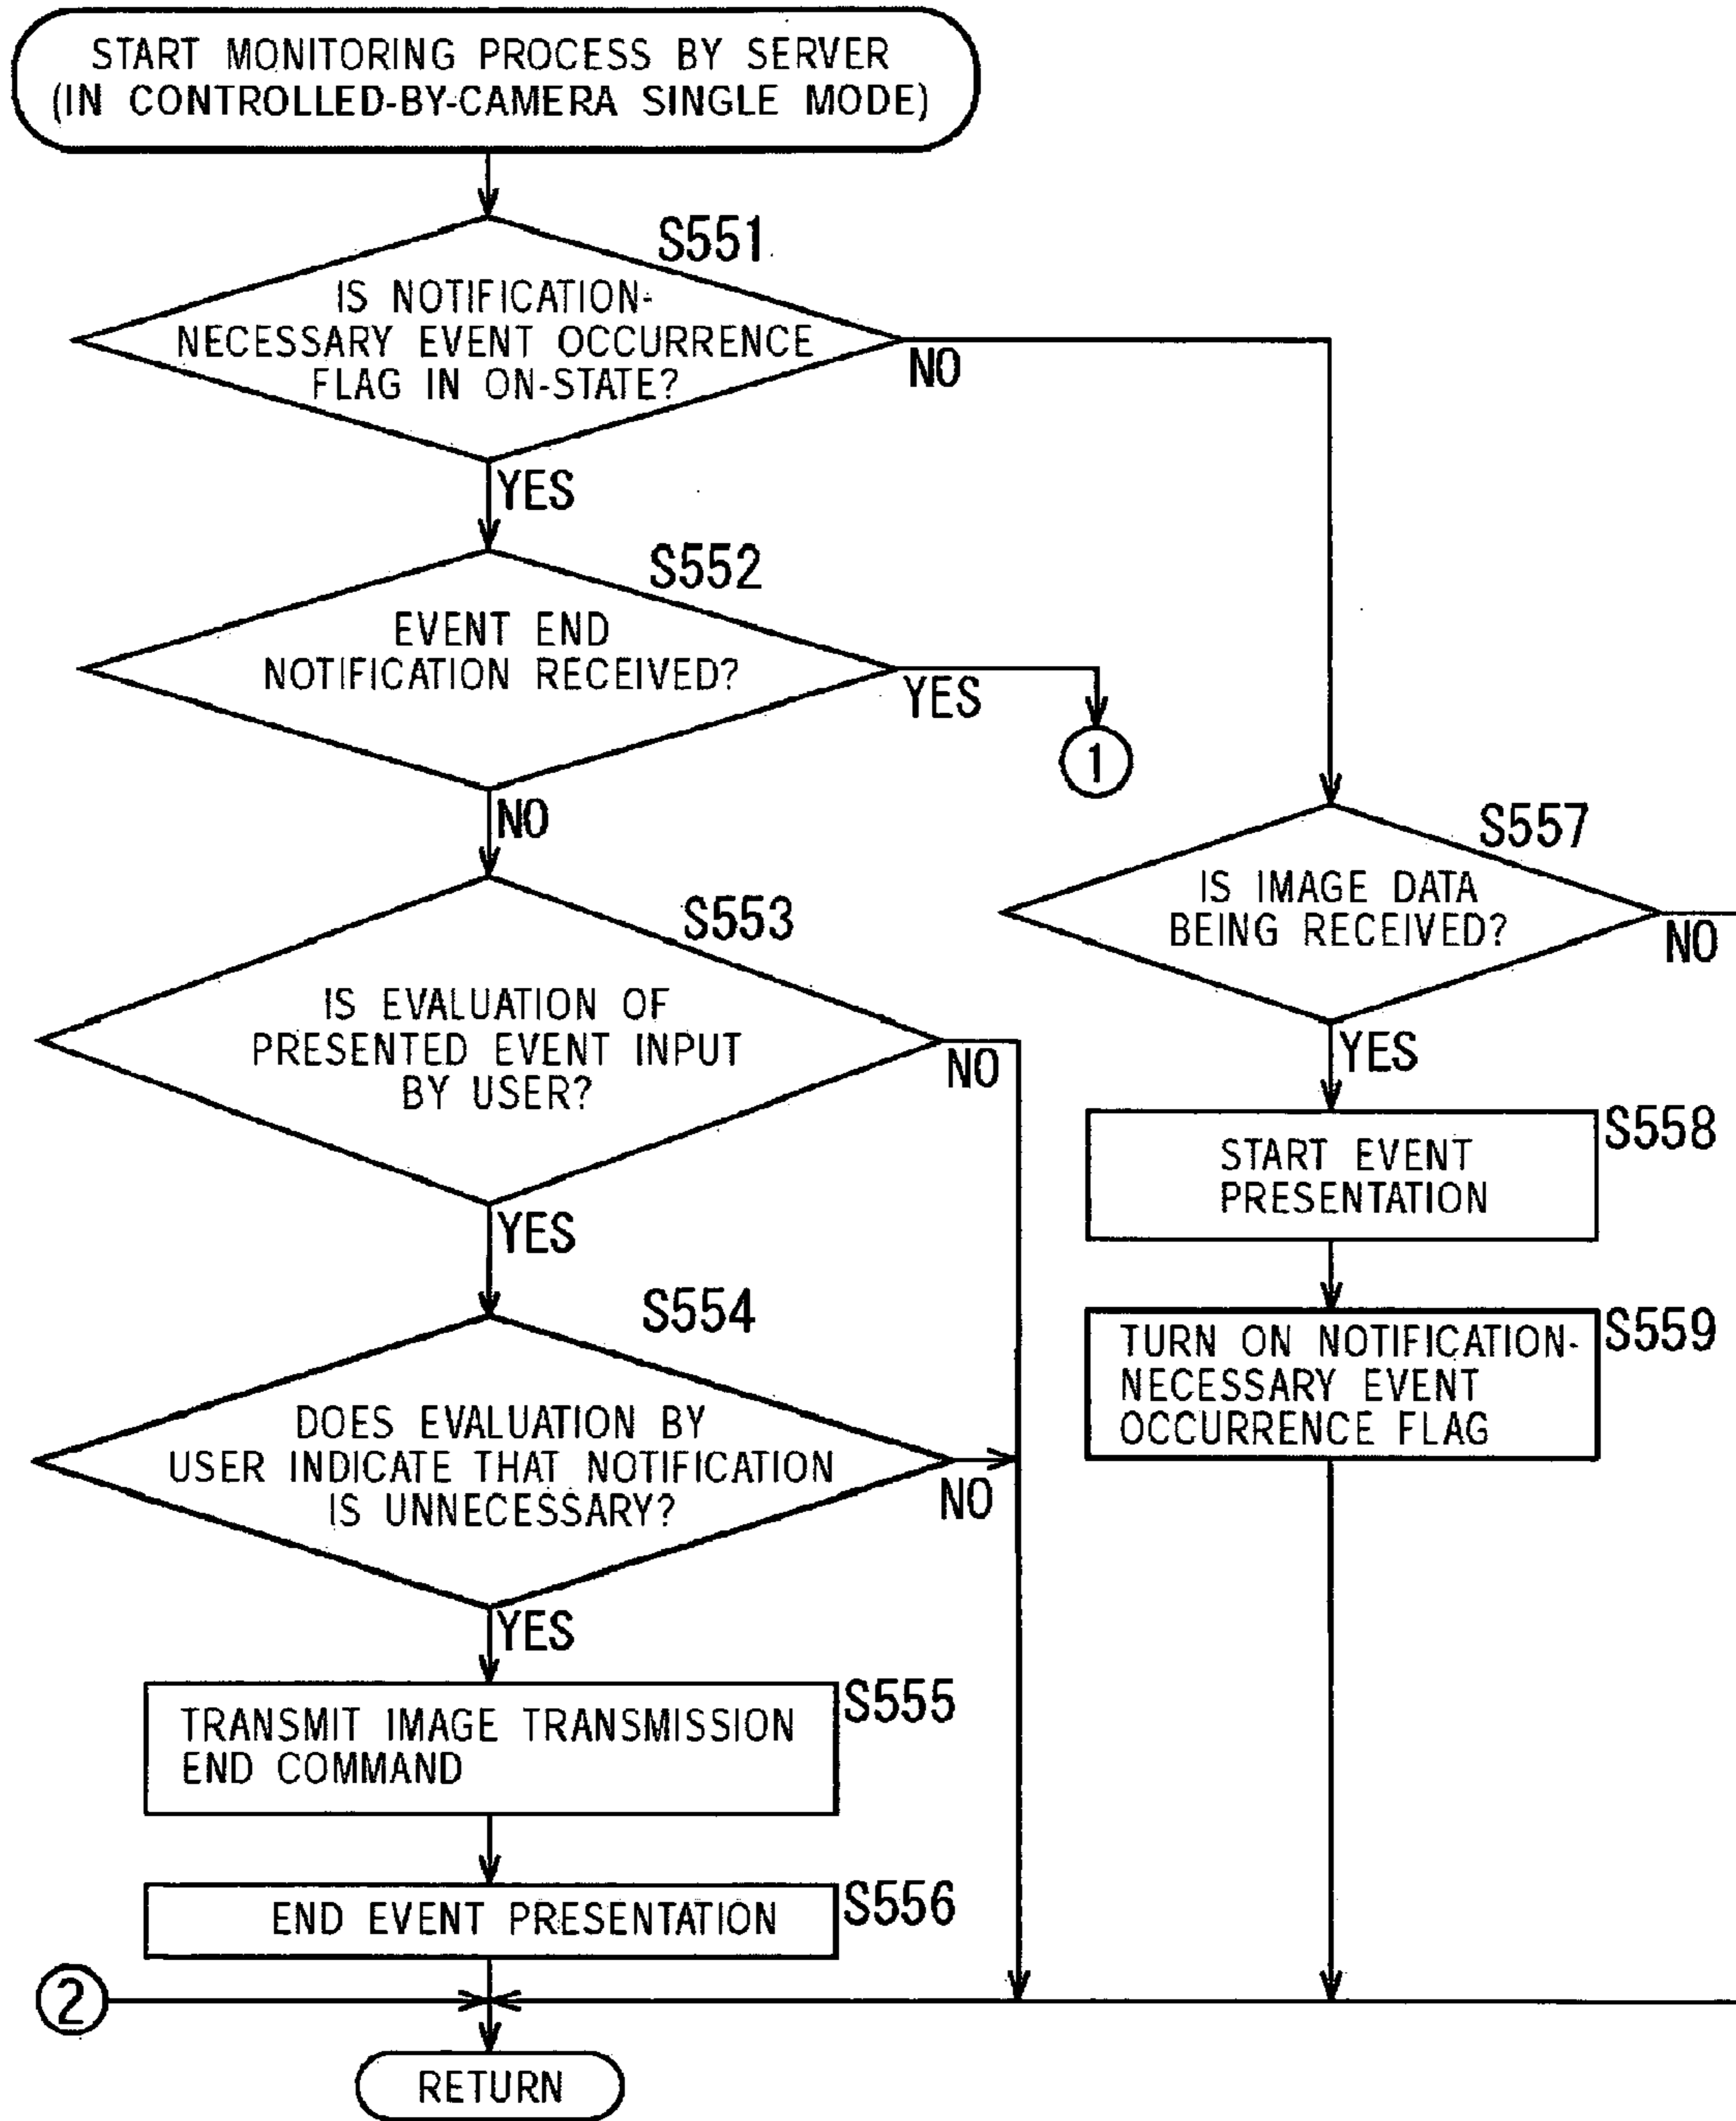 START MONITORING PROCESS BY SERVER
(IN CONTROLLED-BY-CAMERA SINGLE MODE)
S551
IS NOTIFICATION-
NECESSARY EVENT OCCURRENCE
FLAG IN ON-STATE?
NO
YES
S552
EVENT END
NOTIFICATION RECEIVED?
YES
1
NO
S557
IS IMAGE DATA
BEING RECEIVED?
NO
YES
S553
IS EVALUATION OF
PRESENTED EVENT INPUT
BY USER?
NO
YES
S558
START EVENT
PRESENTATION
S554
DOES EVALUATION BY
USER INDICATE THAT NOTIFICATION
IS UNNECESSARY?
NO
YES
S559
TURN ON NOTIFICATION-
NECESSARY EVENT
OCCURRENCE FLAG
S555
TRANSMIT IMAGE TRANSMISSION
END COMMAND
S556
END EVENT PRESENTATION
2
RETURN